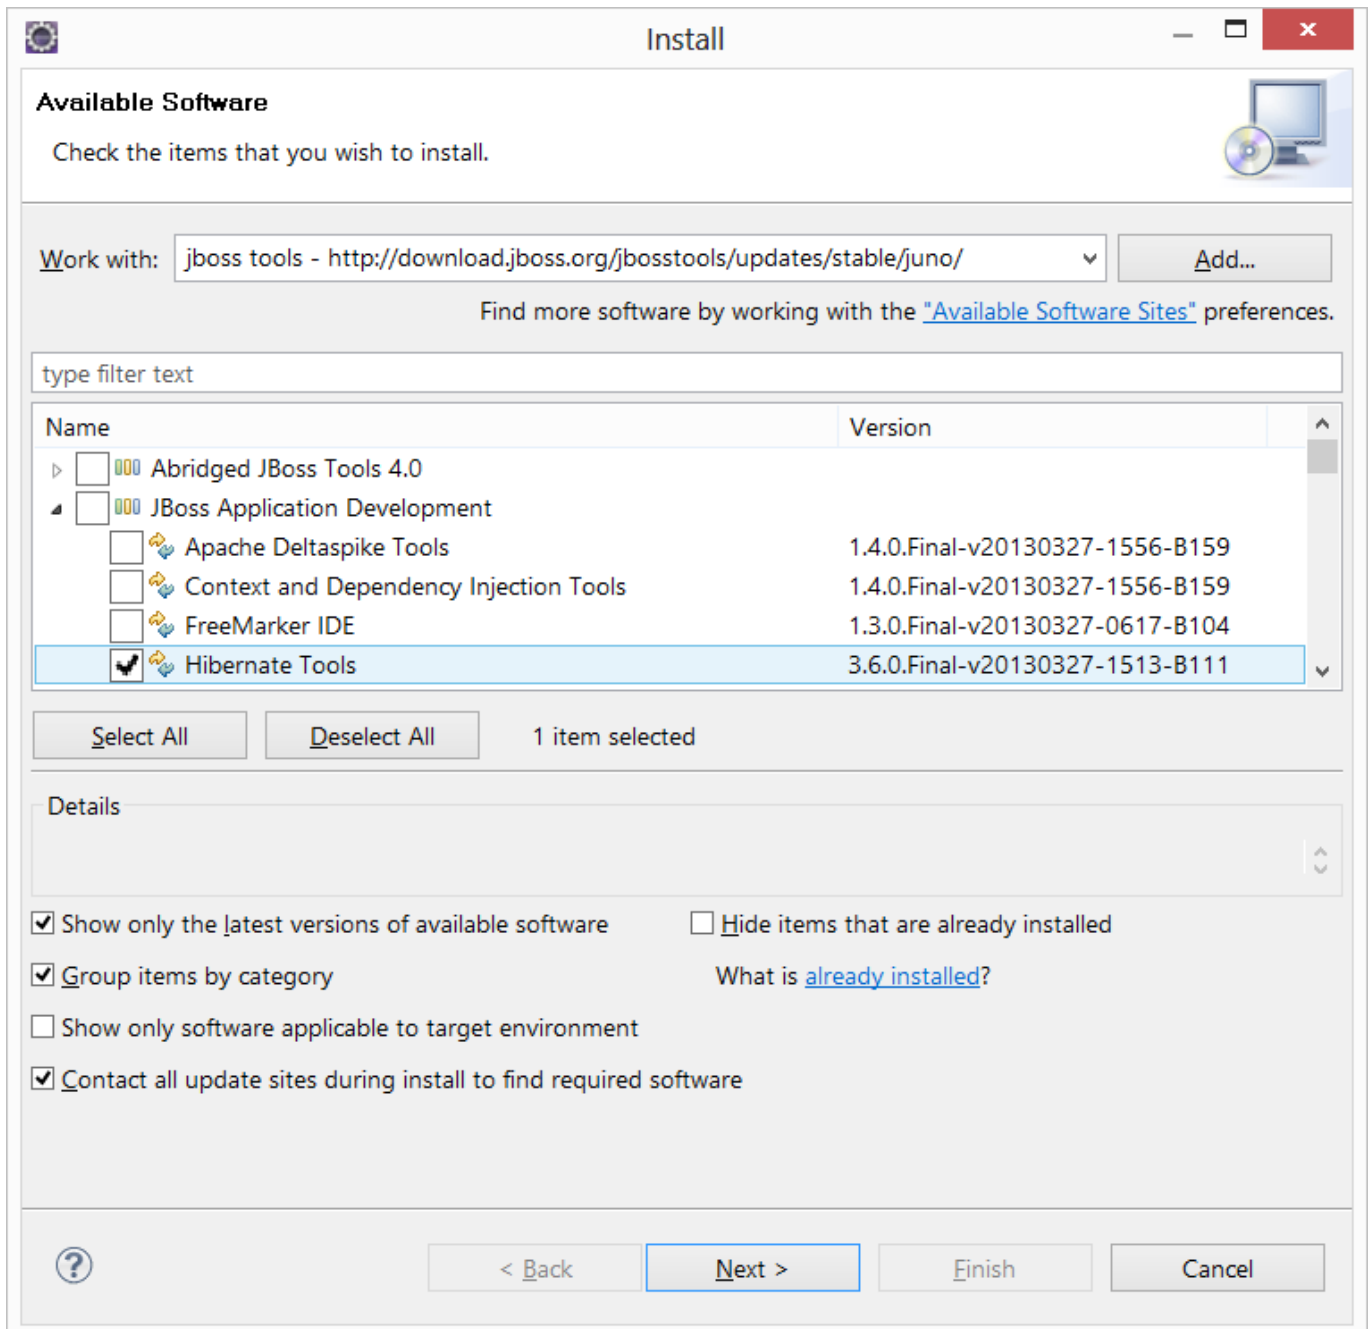 Install
Available Software
Check the items that you wish to install.
Work with: jboss tools - http://download.jboss.org/jbosstools/updates/stable/juno/ Add...
Find more software by working with the "Available Software Sites" preferences.
type filter text
Name Version
Abridged JBoss Tools 4.0
JBoss Application Development
Apache Deltaspike Tools 1.4.0.Final-v20130327-1556-B159
Context and Dependency Injection Tools 1.4.0.Final-v20130327-1556-B159
FreeMarker IDE 1.3.0.Final-v20130327-0617-B104
Hibernate Tools 3.6.0.Final-v20130327-1513-B111
Select All Deselect All 1 item selected
Details
Show only the latest versions of available software Hide items that are already installed
Group items by category What is already installed?
Show only software applicable to target environment
Contact all update sites during install to find required software
? < Back Next > Finish Cancel